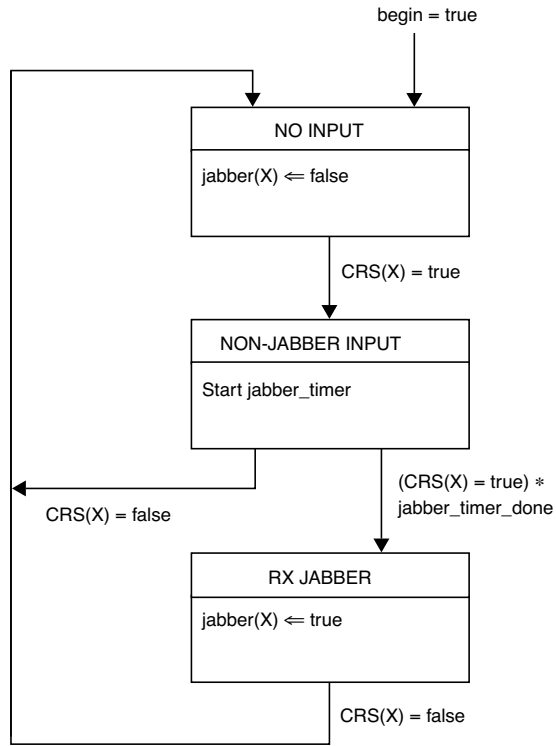 begin = true
NO INPUT
jabber(X) ⇐ false
CRS(X) = true
NON-JABBER INPUT
Start jabber_timer
(CRS(X) = true) *
jabber_timer_done
CRS(X) = false
RX JABBER
jabber(X) ⇐ true
CRS(X) = false